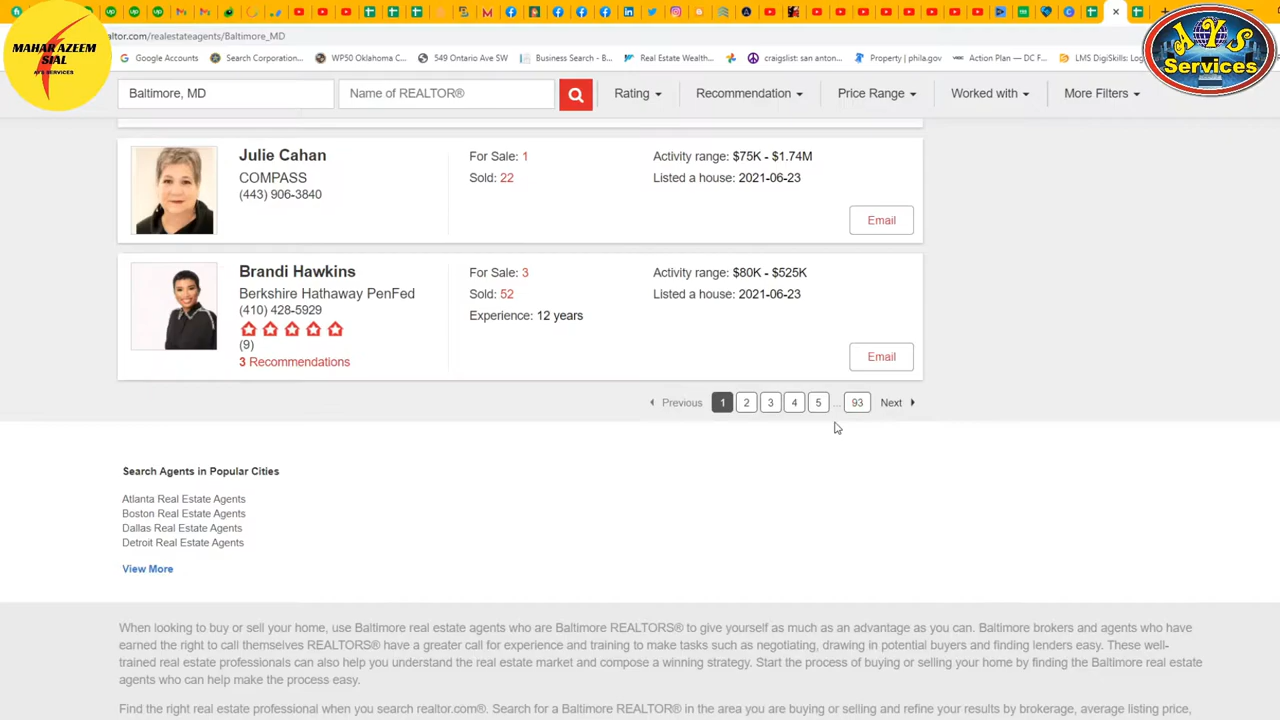 MAHAR AZEEM
SIAL
AYS SERVICES
altor.com/realestateagents/Baltimore_MD
Google Accounts
Search Corporation...
WP50 Oklahoma C...
549 Ontario Ave SW
Business Search - B...
Real Estate Wealth...
craigslist: san anton...
Property | phila.gov
Action Plan — DC F...
LMS DigiSkills: Log
AYS
Services
Baltimore, MD
Name of REALTOR®
Rating
Recommendation
Price Range
Worked with
More Filters
Julie Cahan
COMPASS
(443) 906-3840
For Sale: 1
Sold: 22
Activity range: $75K - $1.74M
Listed a house: 2021-06-23
Email
Brandi Hawkins
Berkshire Hathaway PenFed
(410) 428-5929
(9)
3 Recommendations
For Sale: 3
Sold: 52
Experience: 12 years
Activity range: $80K - $525K
Listed a house: 2021-06-23
Email
Previous 1 2 3 4 5 ... 93 Next
Search Agents in Popular Cities
Atlanta Real Estate Agents
Boston Real Estate Agents
Dallas Real Estate Agents
Detroit Real Estate Agents
View More
When looking to buy or sell your home, use Baltimore real estate agents who are Baltimore REALTORS® to give yourself as much as an advantage as you can. Baltimore brokers and agents who have
earned the right to call themselves REALTORS® have a greater call for experience and training to make tasks such as negotiating, drawing in potential buyers and finding lenders easy. These well-
trained real estate professionals can also help you understand the real estate market and compose a winning strategy. Start the process of buying or selling your home by finding the Baltimore real estate
agents who can help make the process easy.
Find the right real estate professional when you search realtor.com®. Search for a Baltimore REALTOR® in the area you are buying or selling and refine your results by brokerage, average listing price,